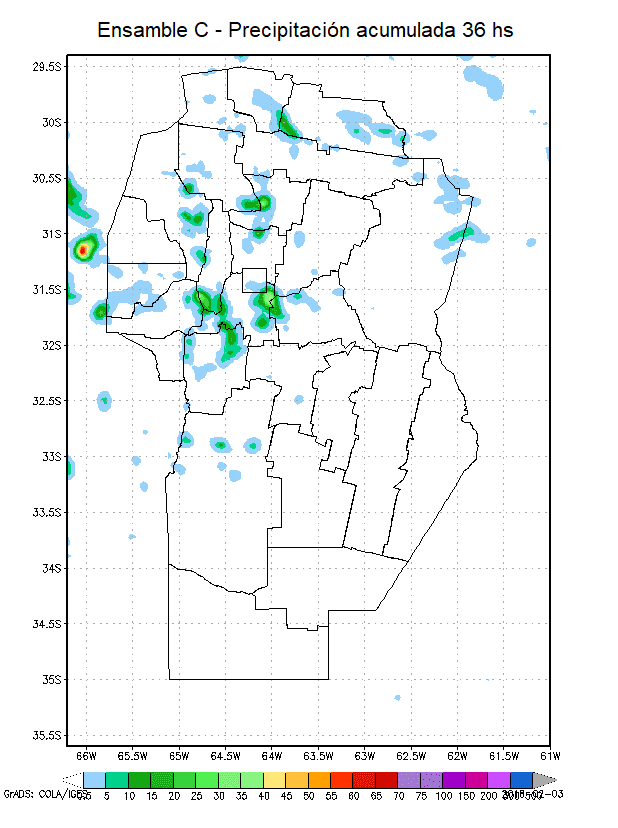 Ensamble C - Precipitación acumulada 36 hs
29.5S
30S
30.5S
31S
31.5S
32S
32.5S
33S
33.5S
34S
34.5S
35S
35.5S
66W 65.5W 65W 64.5W 64W 63.5W 63W 62.5W 62W 61.5W 61W
0.5 5 10 15 20 25 30 35 40 45 50 55 60 65 70 75 100 150 200 300
GrADS: COLA/IGES